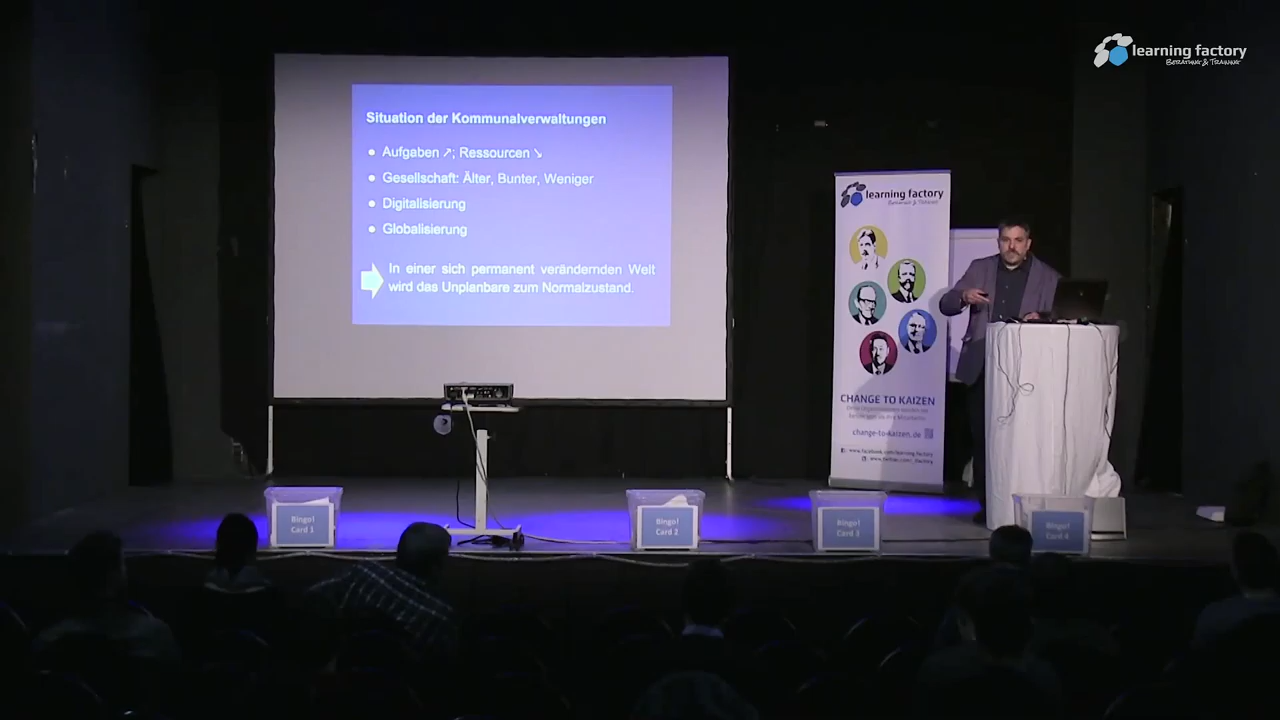 learning factory
BERATUNG & TRAINING
Situation der Kommunalverwaltungen
Aufgaben ↗; Ressourcen ↘
Gesellschaft: Älter, Bunter, Weniger
Digitalisierung
Globalisierung
In einer sich permanent verändernden Welt
wird das Unplanbare zum Normalzustand.
learning factory
CHANGE TO KAIZEN
change-to-kaizen.de
Bingo!
Card 1
Bingo!
Card 2
Bingo!
Card 3
Bingo!
Card 4